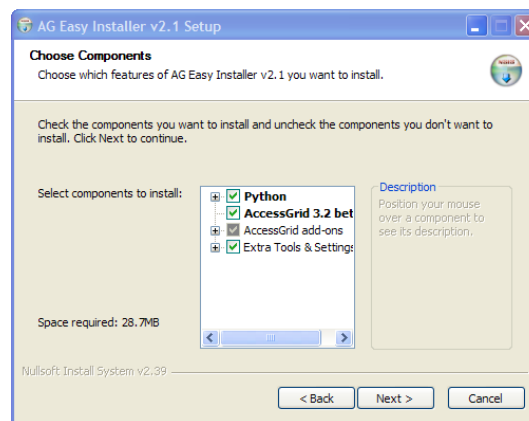 AG Easy Installer v2.1 Setup
Choose Components
Choose which features of AG Easy Installer v2.1 you want to install.
Check the components you want to install and uncheck the components you don't want to
install. Click Next to continue.
Select components to install:
Python
AccessGrid 3.2 bet
AccessGrid add-ons
Extra Tools & Settings
Description
Position your mouse
over a component to
see its description.
Space required: 28.7MB
Nullsoft Install System v2.39
< Back
Next >
Cancel